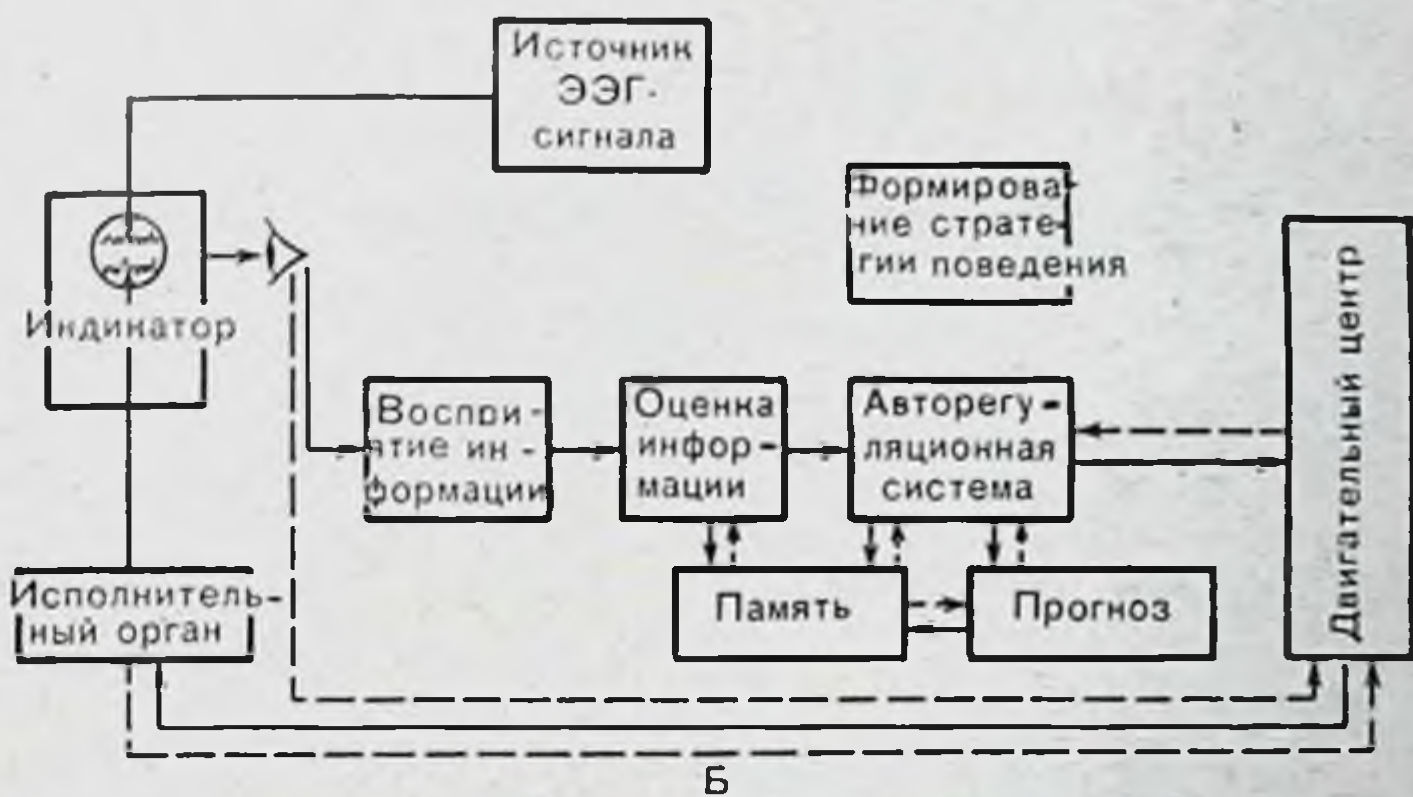 Источник
ЭЭГ-
сигнала
Формирова-
ние страте-
гии поведения
Индикатор
Воспри-
ятие ин-
формации
Оценка
инфор-
мации
Авторегу-
ляционная
система
Двигательный центр
Исполнитель-
ный орган
Память
Прогноз
Б